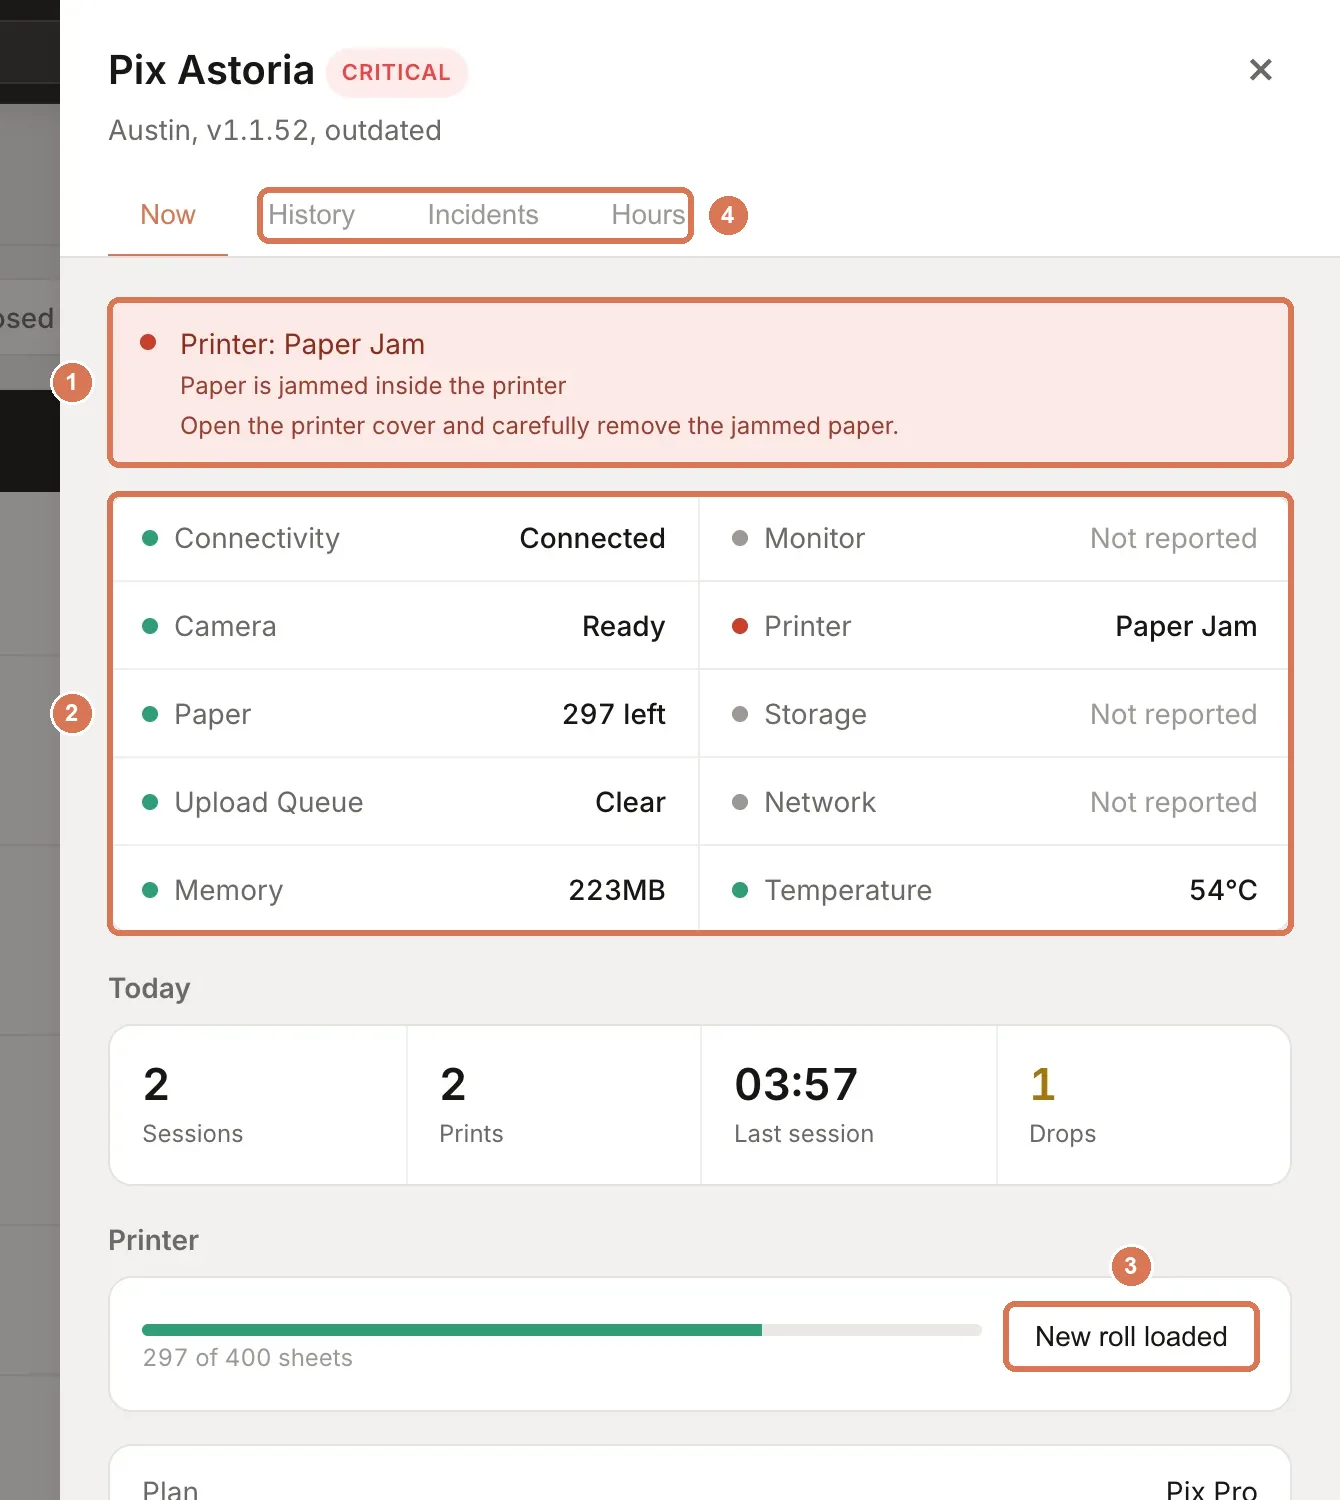 Pix Astoria CRITICAL
Austin, v1.1.52, outdated
Now History Incidents Hours 4
osed
1
Printer: Paper Jam
Paper is jammed inside the printer
Open the printer cover and carefully remove the jammed paper.
Connectivity Connected Monitor Not reported
Camera Ready Printer Paper Jam
2
Paper 297 left Storage Not reported
Upload Queue Clear Network Not reported
Memory 223MB Temperature 54°C
Today
2 2 03:57 1
Sessions Prints Last session Drops
Printer
3
New roll loaded
297 of 400 sheets
Plan Pix Pro